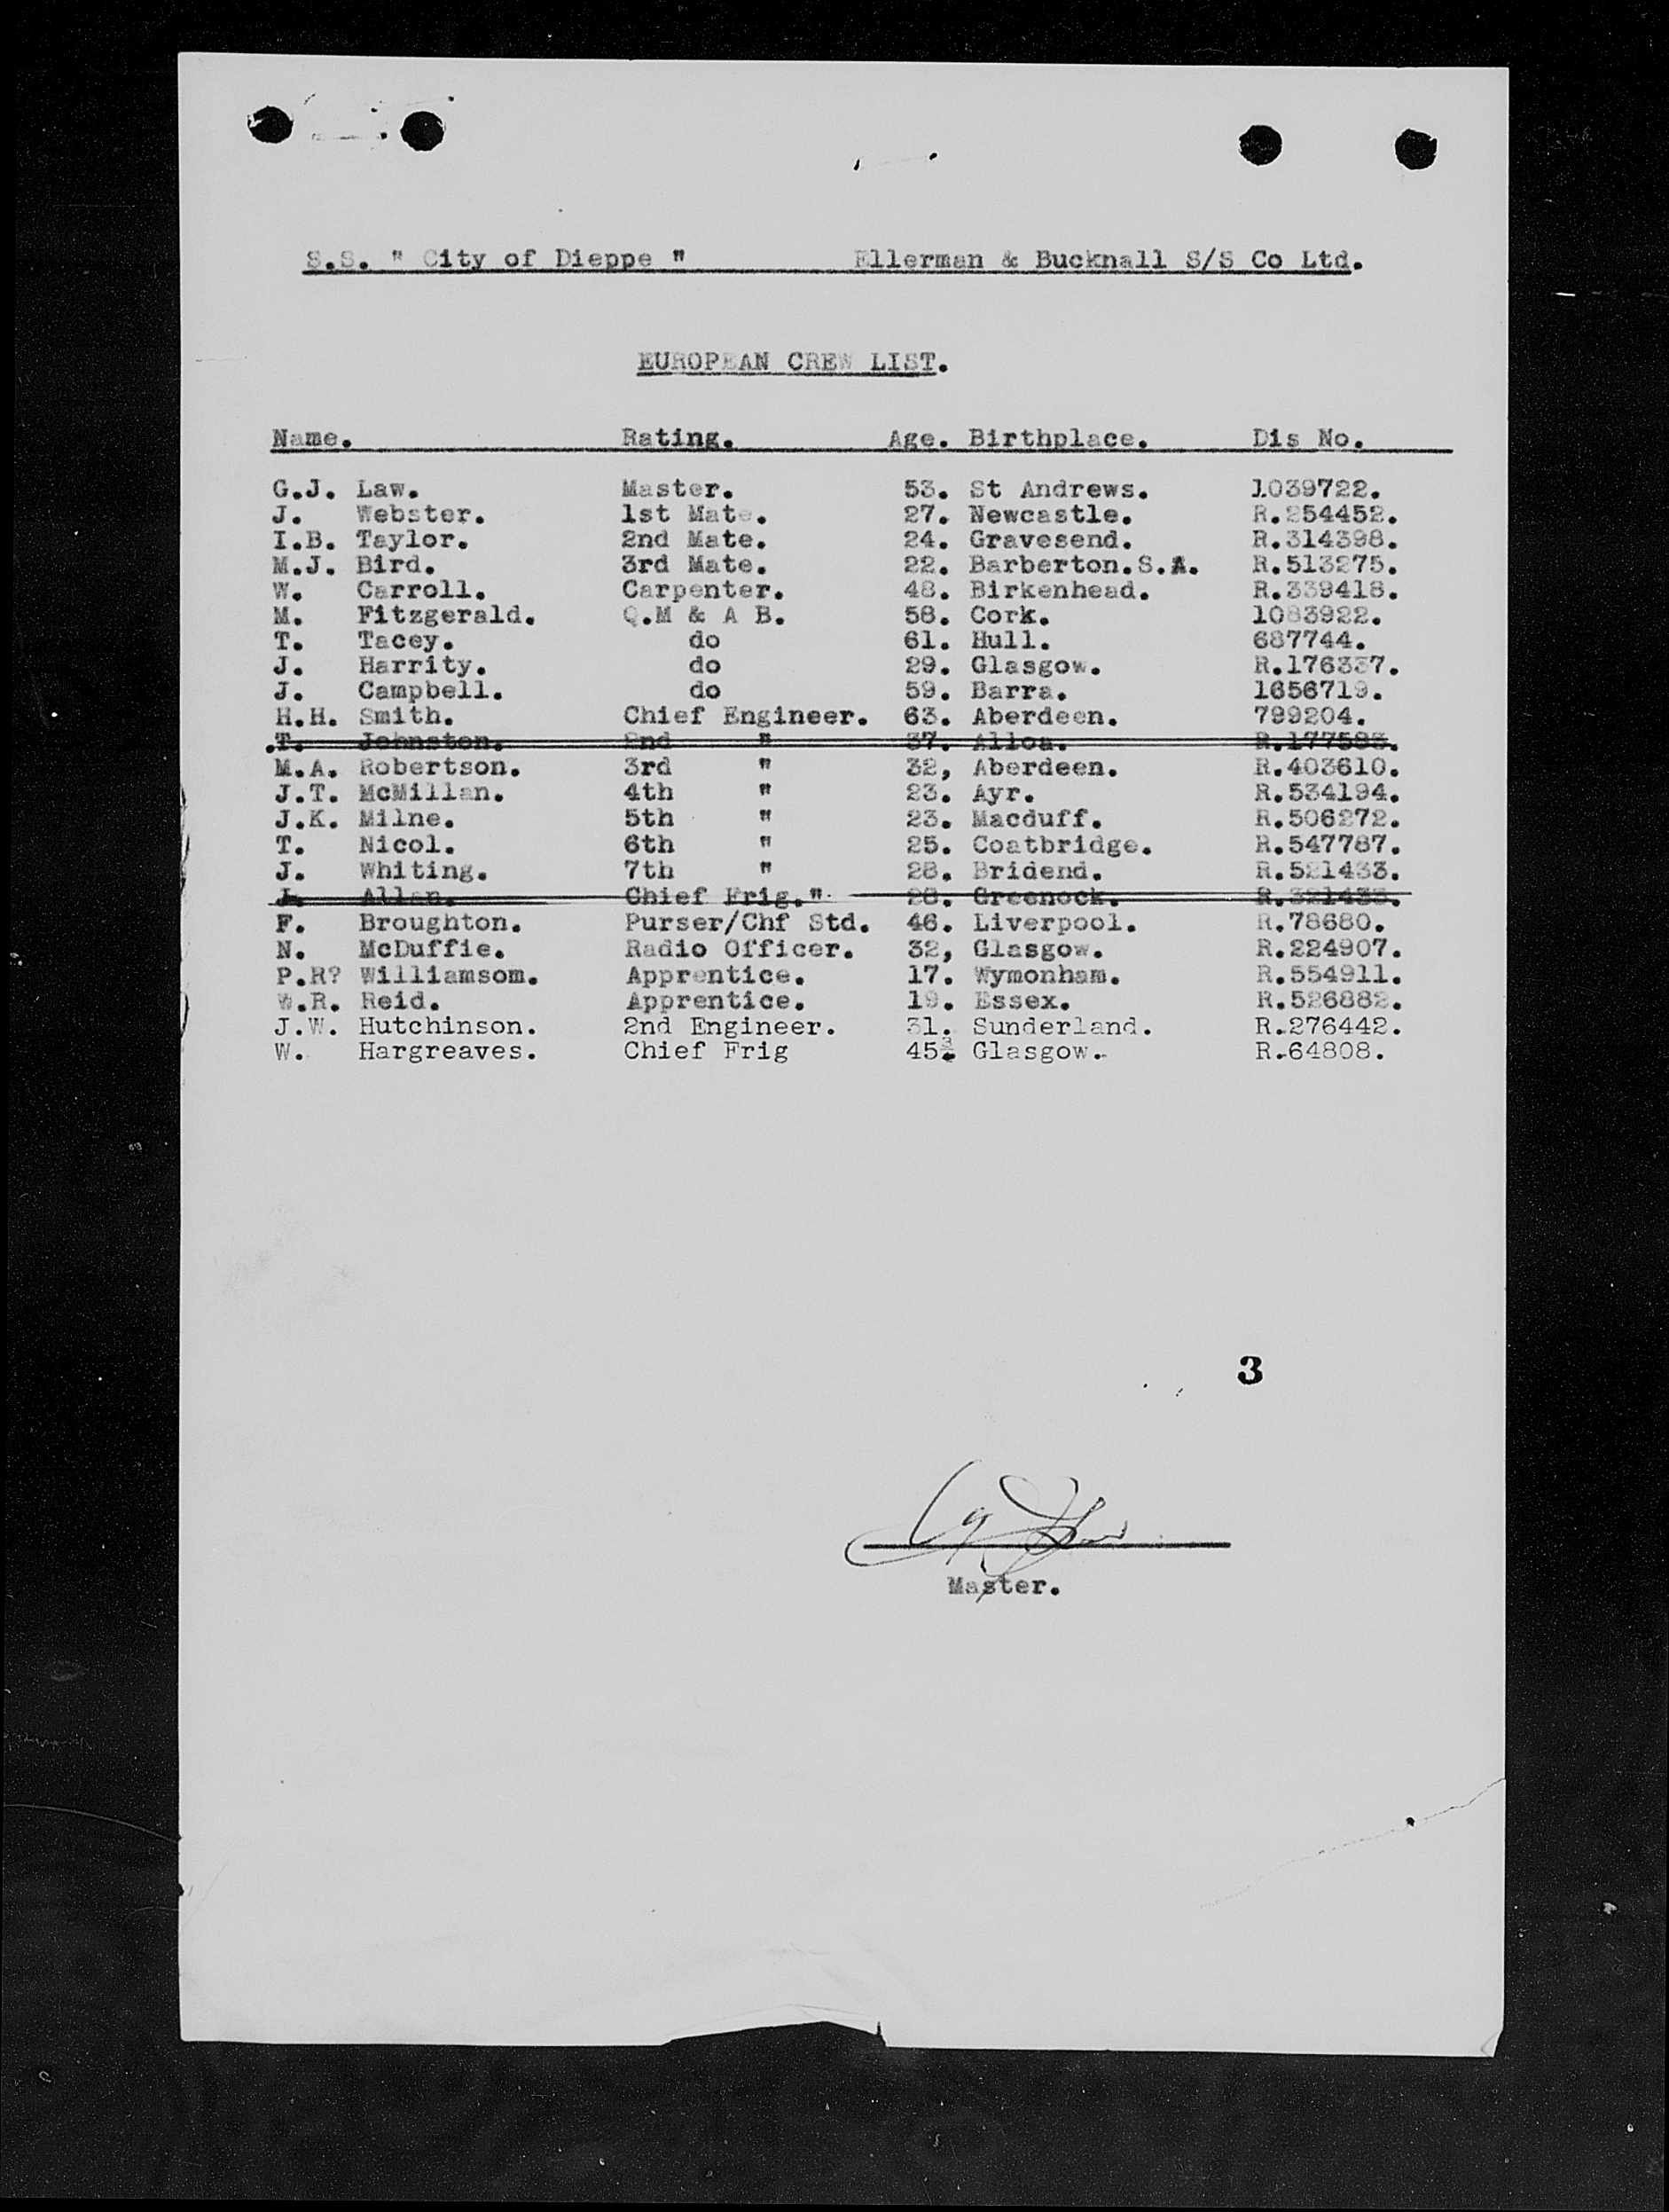 S.S. " City of Dieppe " Ellerman & Bucknall S/S Co Ltd.
EUROPEAN CREW LIST.
Name. Rating. Age. Birthplace. Dis No.
G.J. Law. Master. 53. St Andrews. 1039722.
J. Webster. 1st Mate. 27. Newcastle. R.254452.
I.B. Taylor. 2nd Mate. 24. Gravesend. R.314398.
M.J. Bird. 3rd Mate. 22. Barberton.S.A. R.513275.
W. Carroll. Carpenter. 48. Birkenhead. R.339418.
M. Fitzgerald. Q.M & A B. 58. Cork. 1083922.
T. Tacey. do 61. Hull. 687744.
J. Harrity. do 29. Glasgow. R.176337.
J. Campbell. do 59. Barra. 1656719.
H.H. Smith. Chief Engineer. 63. Aberdeen. 799204.
T. Johnston. 2nd " 37. Alloa. R.177583.
M.A. Robertson. 3rd " 32, Aberdeen. R.403610.
J.T. McMillan. 4th " 23. Ayr. R.534194.
J.K. Milne. 5th " 23. Macduff. R.506272.
T. Nicol. 6th " 25. Coatbridge. R.547787.
J. Whiting. 7th " 28. Bridend. R.521433.
J. Allan. Chief Frig." 28. Greenock. R.321433.
F. Broughton. Purser/Chf Std. 46. Liverpool. R.78680.
N. McDuffie. Radio Officer. 32, Glasgow. R.224907.
P.R? Williamsom. Apprentice. 17. Wymonham. R.554911.
W.R. Reid. Apprentice. 19. Essex. R.526882.
J.W. Hutchinson. 2nd Engineer. 31. Sunderland. R.276442.
W. Hargreaves. Chief Frig 45. Glasgow. R.64808.
3
Master.